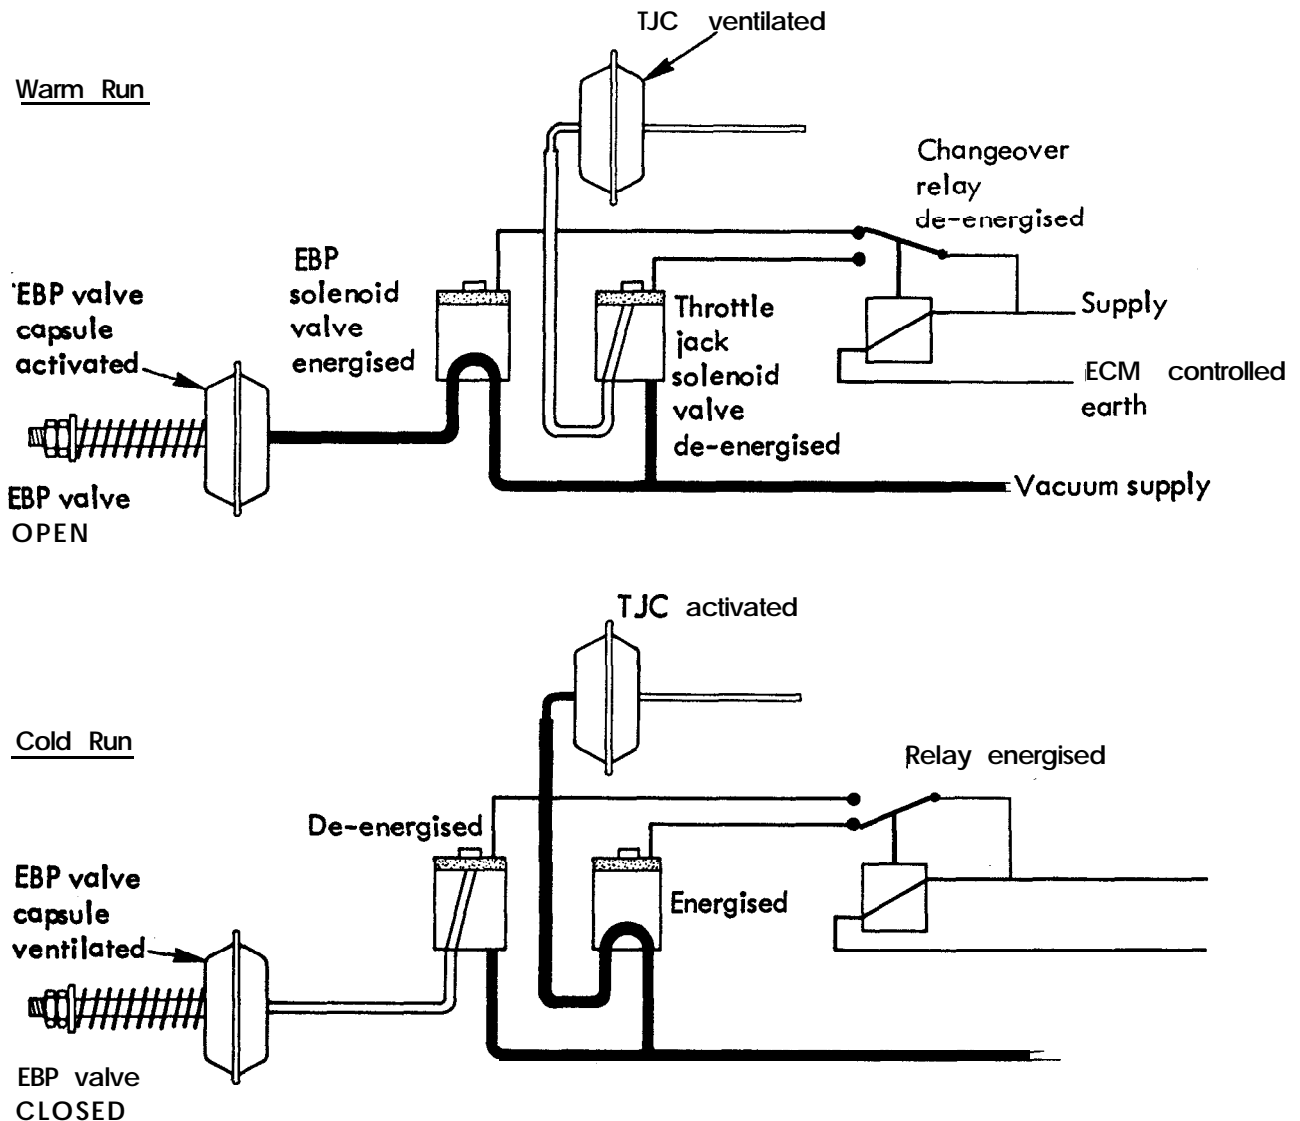 TJC ventilated
Warm Run
Changeover
relay
de-energised
EBP
solenoid
valve
energised
EBP valve
capsule
activated
Throttle
jack
solenoid
valve
de-energised
Supply
ECM controlled
earth
Vacuum supply
EBP valve
OPEN
TJC activated
Cold Run
Relay energised
De-energised
EBP valve
capsule
ventilated
Energised
EBP valve
CLOSED